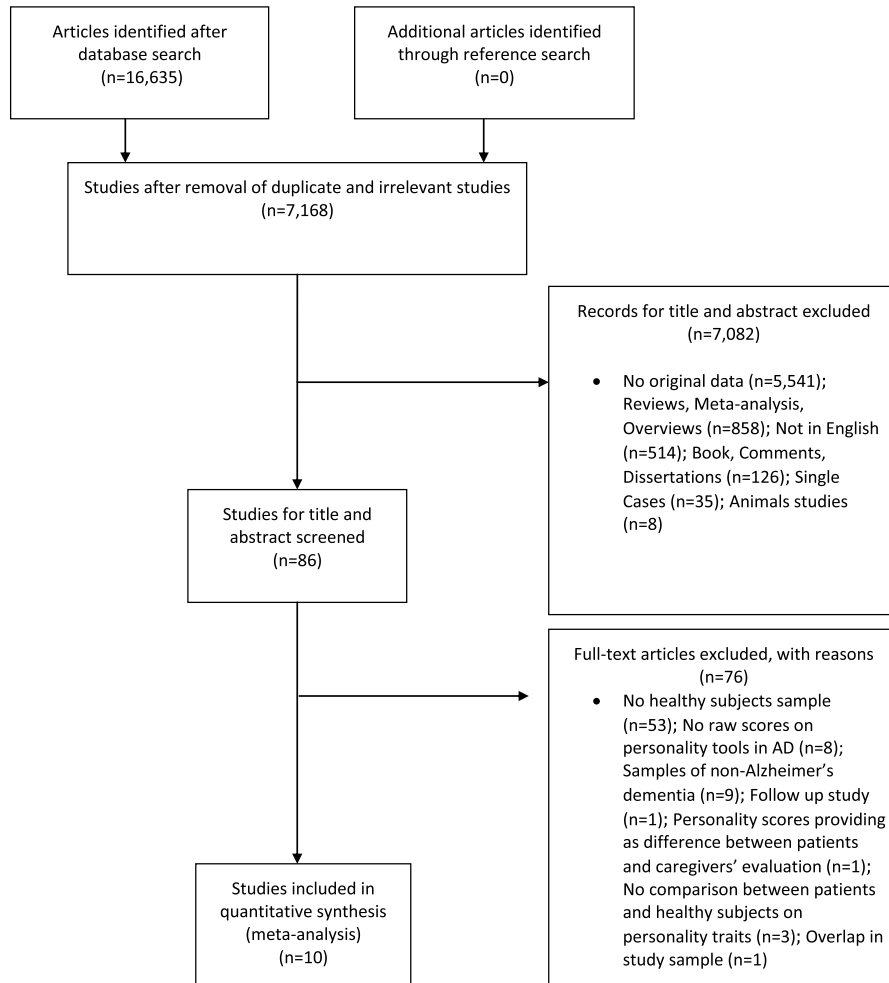 Articles identified after
database search
(n=16,635)
Additional articles identified
through reference search
(n=0)
Studies after removal of duplicate and irrelevant studies
(n=7,168)
Records for title and abstract excluded
(n=7,082)
• No original data (n=5,541);
Reviews, Meta-analysis,
Overviews (n=858); Not in English
(n=514); Book, Comments,
Dissertations (n=126); Single
Cases (n=35); Animals studies
(n=8)
Studies for title and
abstract screened
(n=86)
Full-text articles excluded, with reasons
(n=76)
• No healthy subjects sample
(n=53); No raw scores on
personality tools in AD (n=8);
Samples of non-Alzheimer’s
dementia (n=9); Follow up study
(n=1); Personality scores providing
as difference between patients
and caregivers’ evaluation (n=1);
No comparison between patients
and healthy subjects on
personality traits (n=3); Overlap in
study sample (n=1)
Studies included in
quantitative synthesis
(meta-analysis)
(n=10)